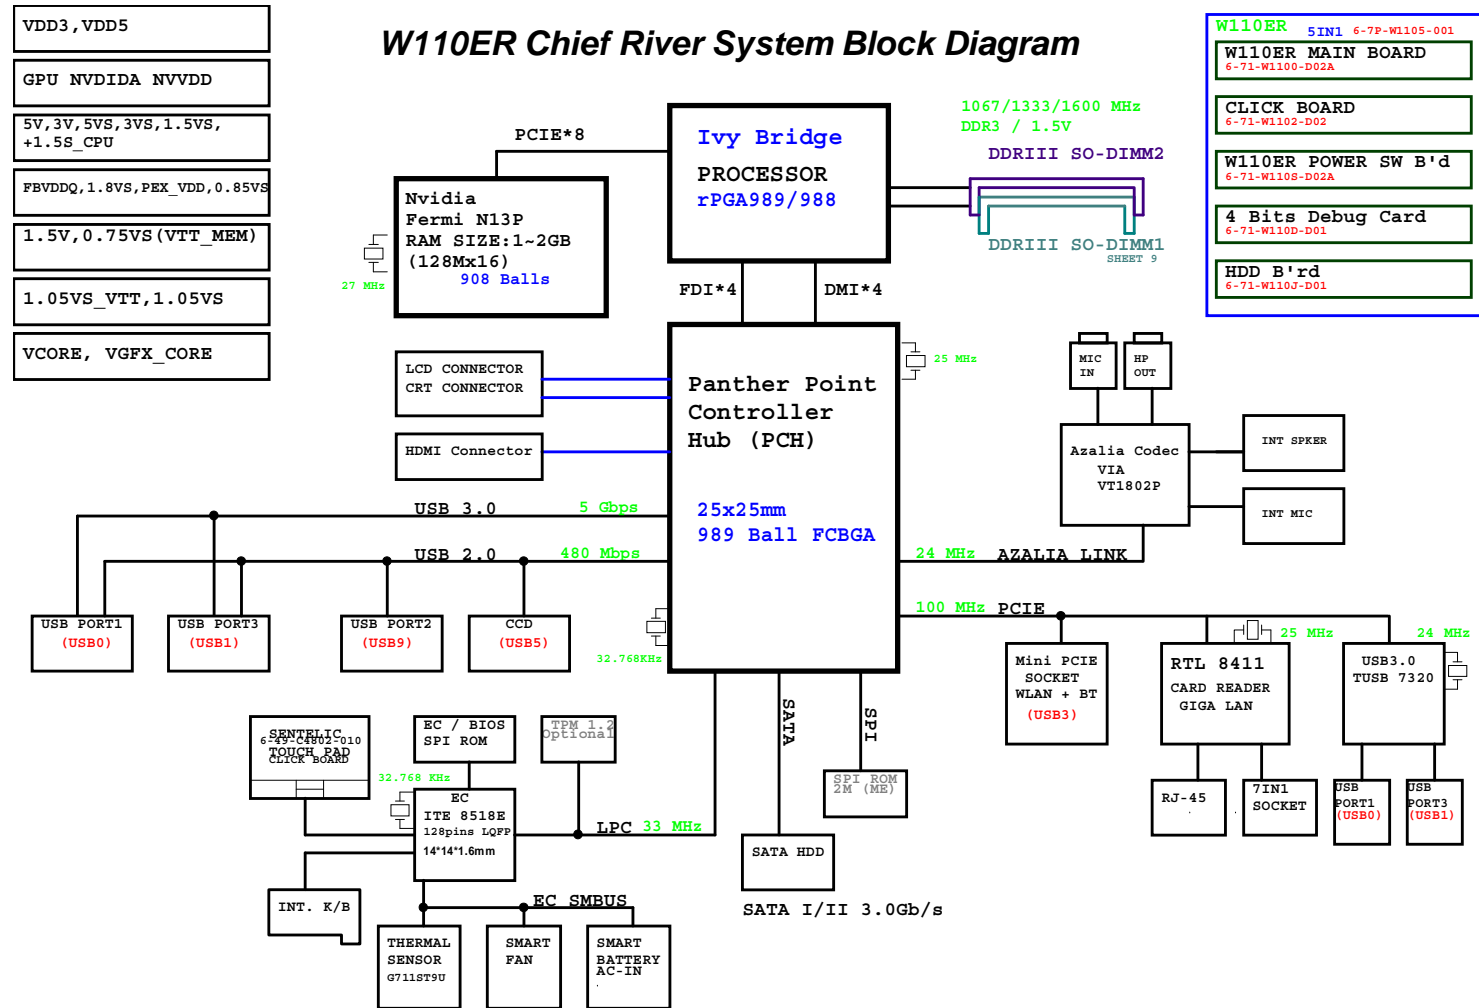 W110ER Chief River System Block Diagram
VDD3,VDD5
GPU NVDIDA NVVDD
5V,3V,5VS,3VS,1.5VS,
+1.5S_CPU
FBVDDQ,1.8VS,PEX_VDD,0.85VS
1.5V,0.75VS(VTT_MEM)
1.05VS_VTT,1.05VS
VCORE, VGFX_CORE
W110ER 5IN1 6-7P-W1105-001
W110ER MAIN BOARD
6-71-W1100-D02A
CLICK BOARD
6-71-W1102-D02
W110ER POWER SW B'd
6-71-W110S-D02A
4 Bits Debug Card
6-71-W110D-D01
HDD B'rd
6-71-W110J-D01
PCIE*8
Ivy Bridge
PROCESSOR
rPGA989/988
1067/1333/1600 MHz
DDR3 / 1.5V
DDRIII SO-DIMM2
DDRIII SO-DIMM1
SHEET 9
Nvidia
Fermi N13P
RAM SIZE:1~2GB
(128Mx16)
908 Balls
27 MHz
FDI*4
DMI*4
LCD CONNECTOR
CRT CONNECTOR
HDMI Connector
Panther Point
Controller
Hub (PCH)
25x25mm
989 Ball FCBGA
25 MHz
MIC
IN
HP
OUT
Azalia Codec
VIA
VT1802P
INT SPKER
INT MIC
USB 3.0
5 Gbps
USB 2.0
480 Mbps
24 MHz
AZALIA LINK
100 MHz
PCIE
USB PORT1
(USB0)
USB PORT3
(USB1)
USB PORT2
(USB9)
CCD
(USB5)
32.768KHz
Mini PCIE
SOCKET
WLAN + BT
(USB3)
25 MHz
RTL 8411
CARD READER
GIGA LAN
24 MHz
USB3.0
TUSB 7320
RJ-45
7IN1
SOCKET
USB
PORT1
(USB0)
USB
PORT3
(USB1)
SATA
SPI
SENTELIC
6-49-C4802-010
TOUCH PAD
CLICK BOARD
EC / BIOS
SPI ROM
TPM 1.2
Optional
32.768 KHz
EC
ITE 8518E
128pins LQFP
14*14*1.6mm
LPC
33 MHz
SPI ROM
2M (ME)
SATA HDD
SATA I/II 3.0Gb/s
INT. K/B
EC SMBUS
THERMAL
SENSOR
G711ST9U
SMART
FAN
SMART
BATTERY
AC-IN